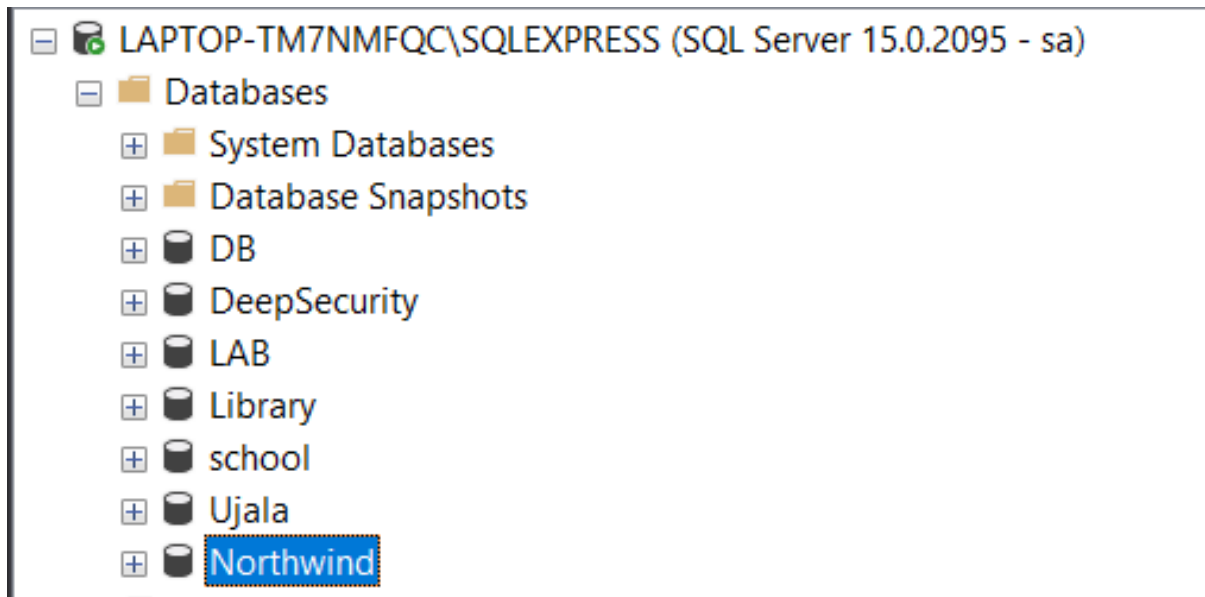 LAPTOP-TM7NMFQC\SQLEXPRESS (SQL Server 15.0.2095 - sa)
Databases
System Databases
Database Snapshots
DB
DeepSecurity
LAB
Library
school
Ujala
Northwind